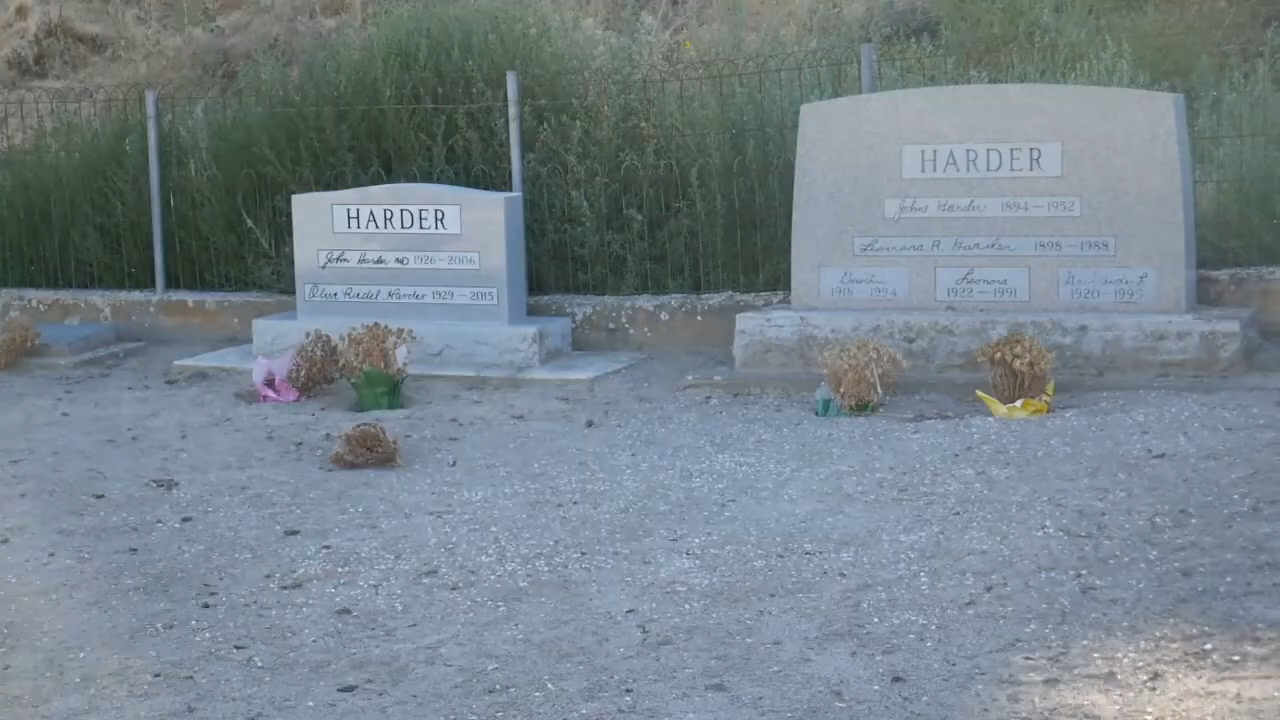 HARDER
John Harder MD 1926-2006
Riedel Harder 1929-2015
HARDER
John Harder 1894-1952
Leonora R. Harder 1898-1988
1918 1994
Leonora
1922-1991
1920-1993